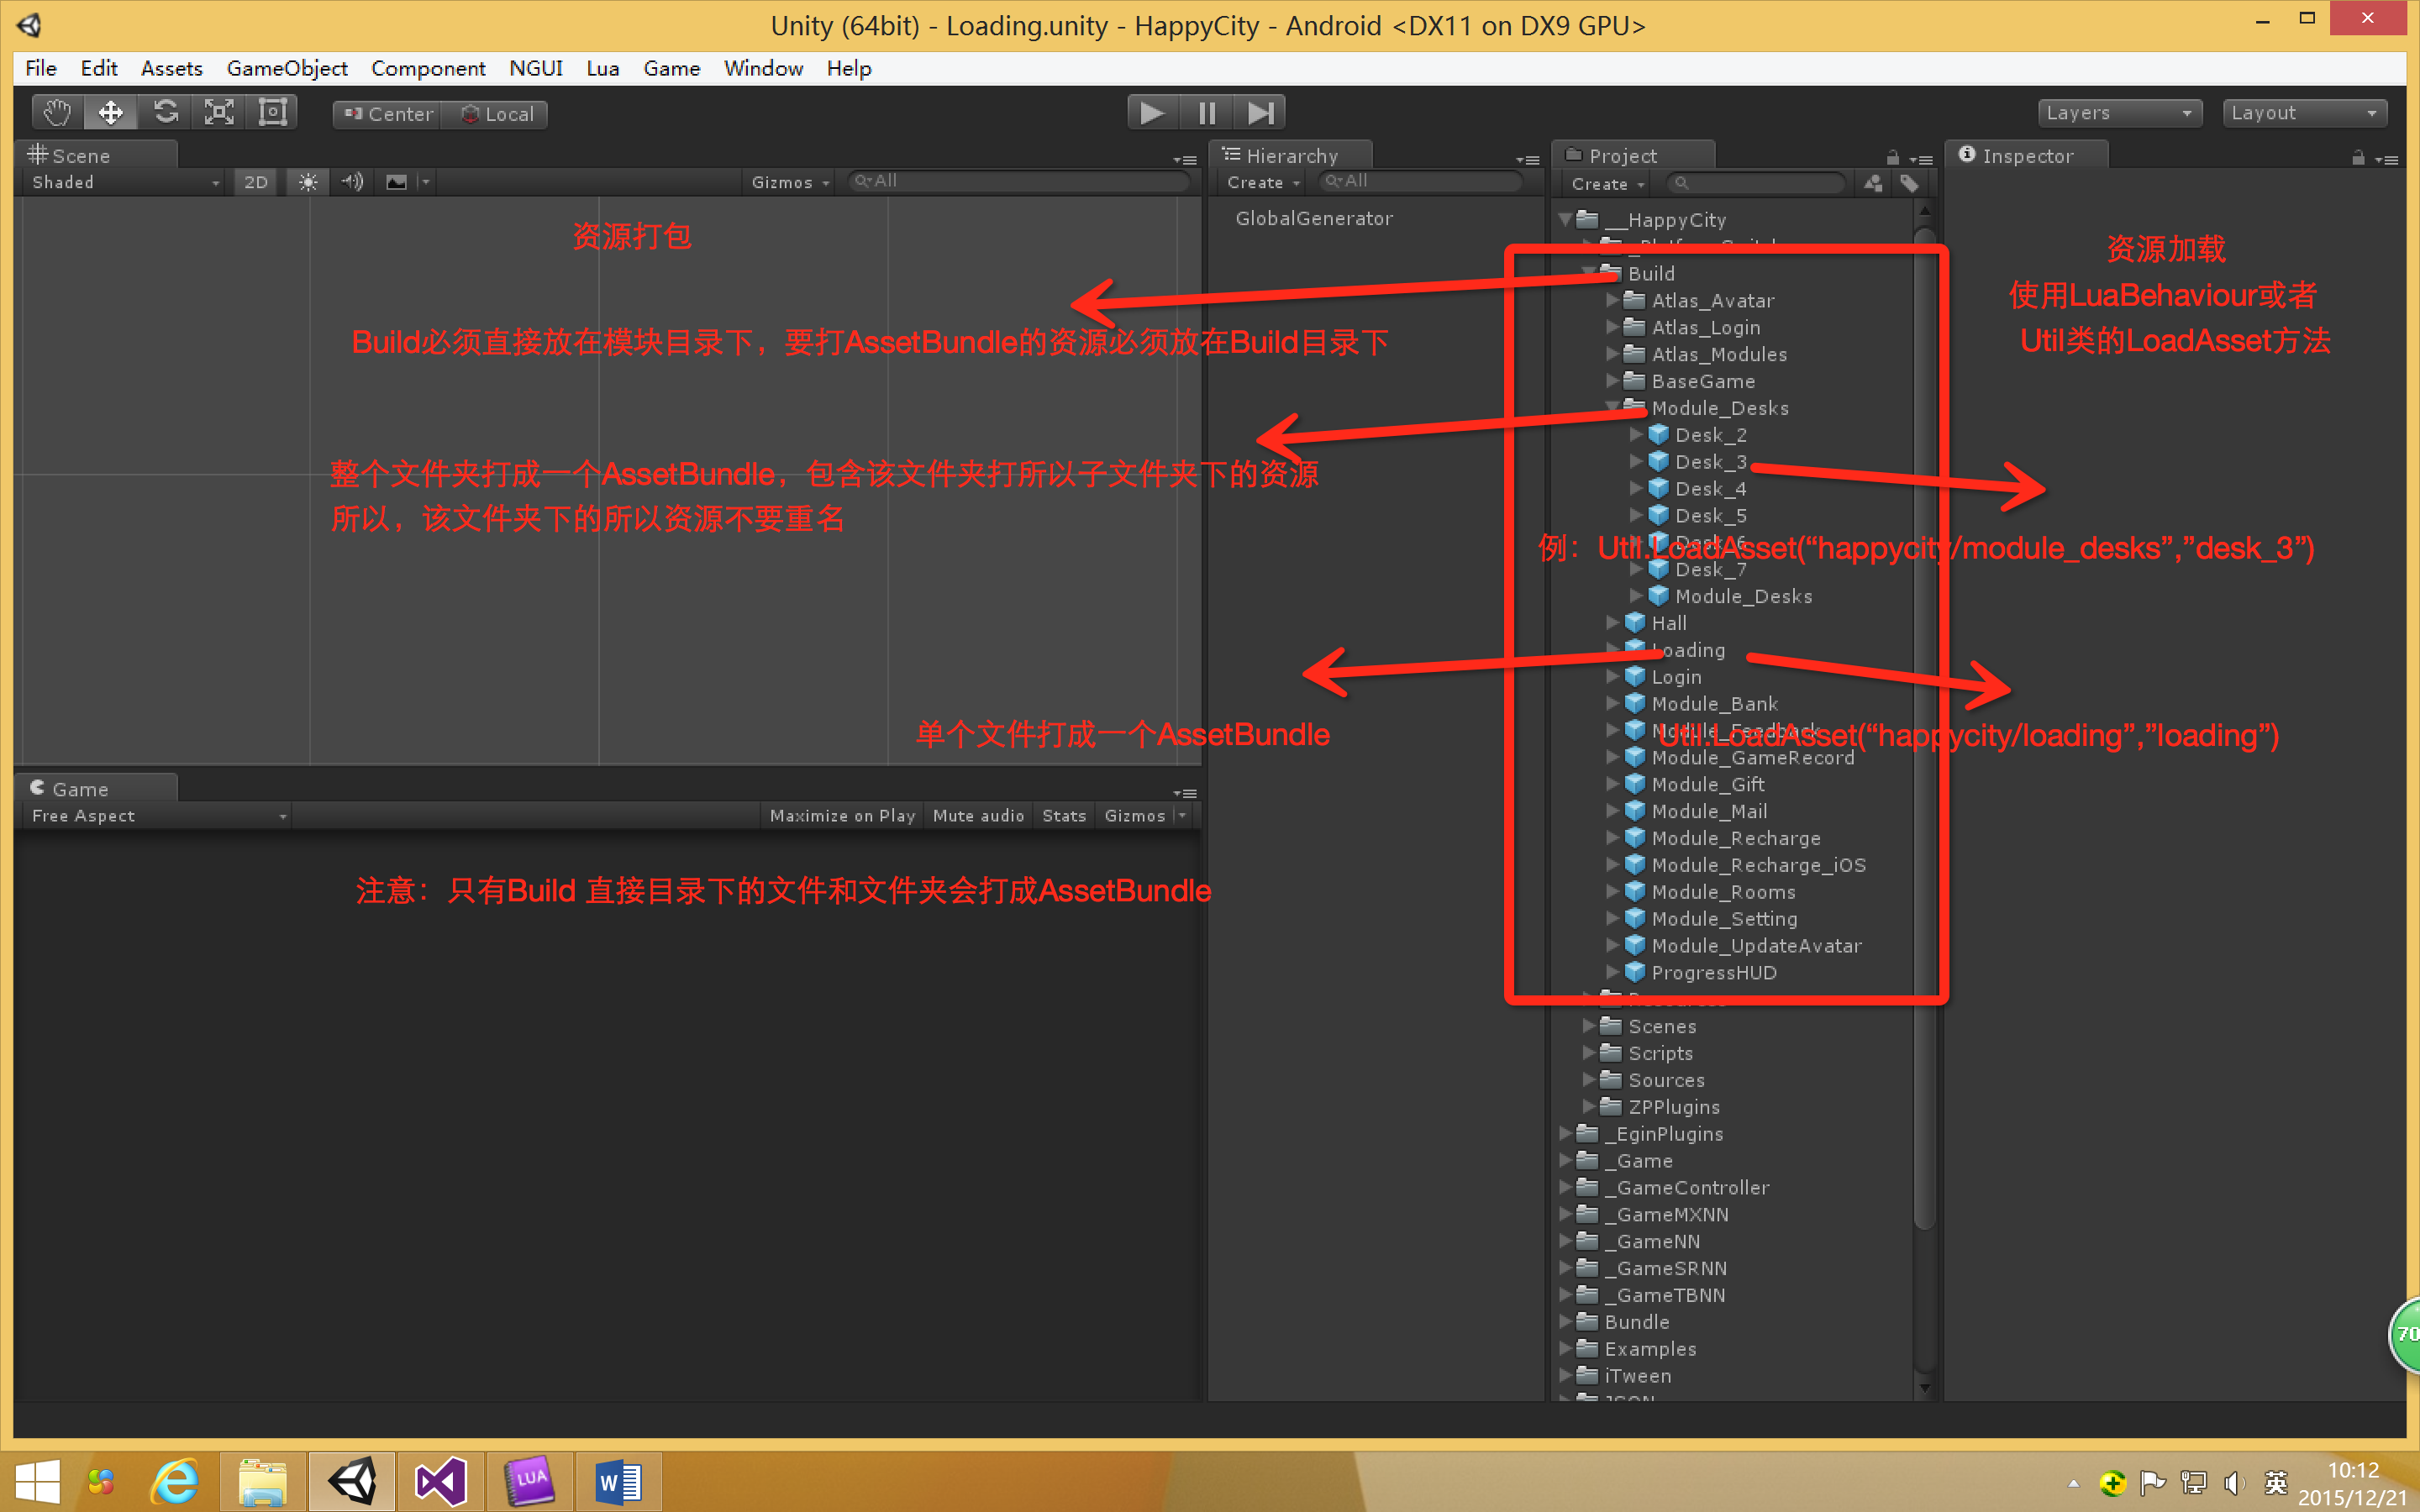 Unity (64bit) - Loading.unity - HappyCity - Android <DX11 on DX9 GPU>
File Edit Assets GameObject Component NGUI Lua Game Window Help
Center Local
Layers Layout
Scene
Shaded 2D Gizmos All
资源打包
Build必须直接放在模块目录下，要打AssetBundle的资源必须放在Build目录下
整个文件夹打成一个AssetBundle，包含该文件夹打所以子文件夹下的资源
所以，该文件夹下的所以资源不要重名
单个文件打成一个AssetBundle
Game
Free Aspect Maximize on Play Mute audio Stats Gizmos
注意：只有Build 直接目录下的文件和文件夹会打成AssetBundle
Hierarchy
Create All
GlobalGenerator
Project
Create
__HappyCity
Build
Atlas_Avatar
Atlas_Login
Atlas_Modules
BaseGame
Module_Desks
Desk_2
Desk_3
Desk_4
Desk_5
Desk_6
Desk_7
Module_Desks
Hall
Loading
Login
Module_Bank
Module_Feedback
Module_GameRecord
Module_Gift
Module_Mail
Module_Recharge
Module_Recharge_iOS
Module_Rooms
Module_Setting
Module_UpdateAvatar
ProgressHUD
Scenes
Scripts
Sources
ZPPlugins
_EginPlugins
_Game
_GameController
_GameMXNN
_GameNN
_GameSRNN
_GameTBNN
Bundle
Examples
iTween
Inspector
资源加载
使用LuaBehaviour或者
Util类的LoadAsset方法
例：Util.LoadAsset(“happycity/module_desks”,”desk_3”)
Util.LoadAsset(“happycity/loading”,”loading”)
70
LUA
英
10:12
2015/12/21